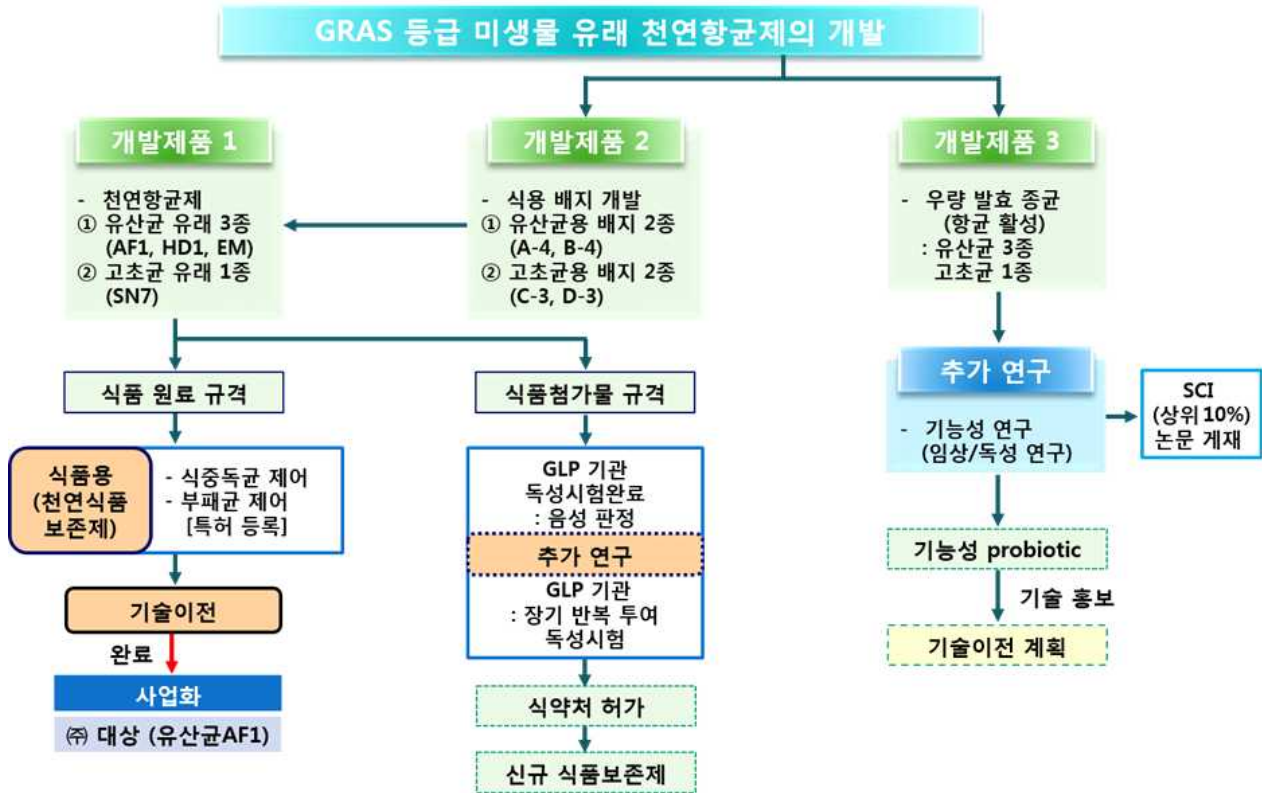 GRAS 등급 미생물 유래 천연항균제의 개발
개발제품 1
- 천연항균제
① 유산균 유래 3종
(AF1, HD1, EM)
② 고초균 유래 1종
(SN7)
개발제품 2
- 식용 배지 개발
① 유산균용 배지 2종
(A-4, B-4)
② 고초균용 배지 2종
(C-3, D-3)
개발제품 3
- 우량 발효 종균
(항균 활성)
: 유산균 3종
고초균 1종
식품 원료 규격
식품용
(천연식품
보존제)
- 식중독균 제어
- 부패균 제어
[특허 등록]
기술이전
완료
사업화
㈜ 대상 (유산균AF1)
식품첨가물 규격
GLP 기관
독성시험완료
: 음성 판정
추가 연구
GLP 기관
: 장기 반복 투여
독성시험
식약처 허가
신규 식품보존제
추가 연구
- 기능성 연구
(임상/독성 연구)
SCI
(상위 10%)
논문 게재
기능성 probiotic
기술 홍보
기술이전 계획